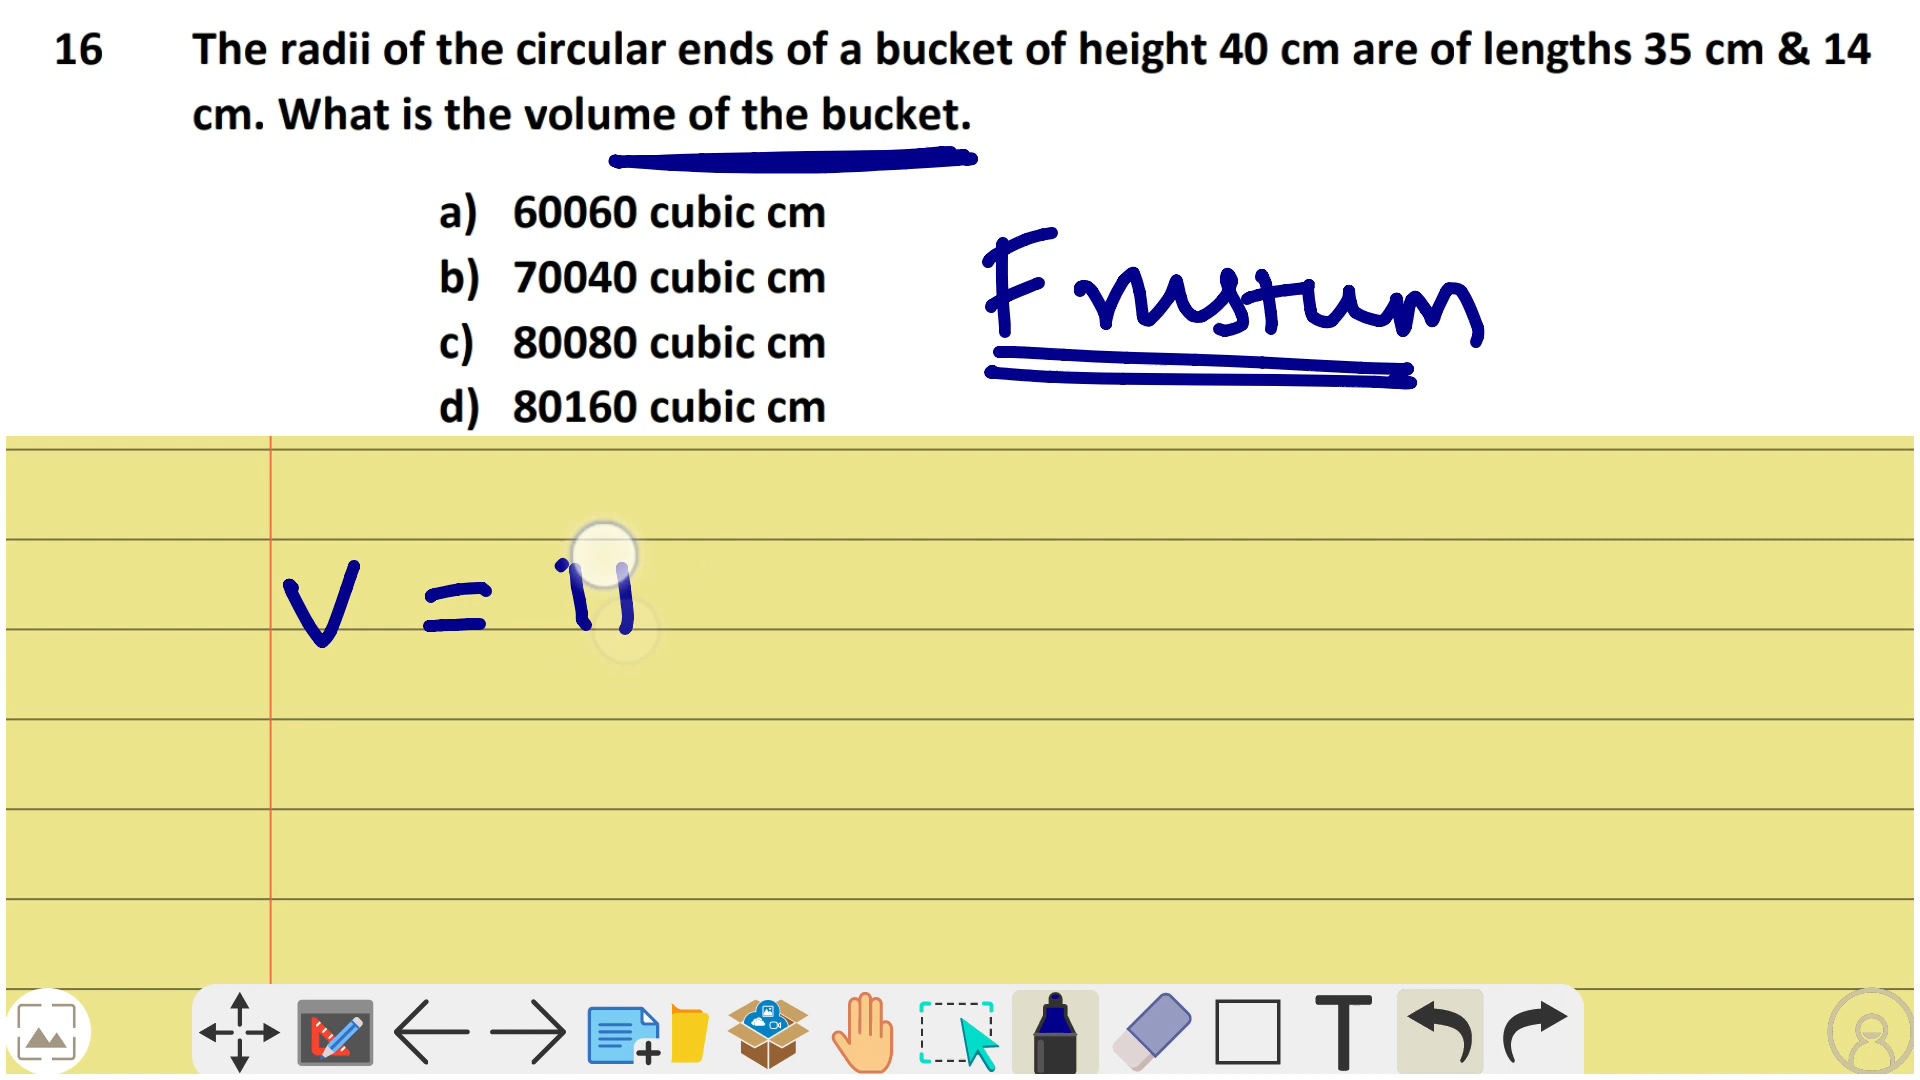 16 The radii of the circular ends of a bucket of height 40 cm are of lengths 35 cm & 14
cm. What is the volume of the bucket.
a) 60060 cubic cm
b) 70040 cubic cm
c) 80080 cubic cm
d) 80160 cubic cm
Frustum
V = π
T